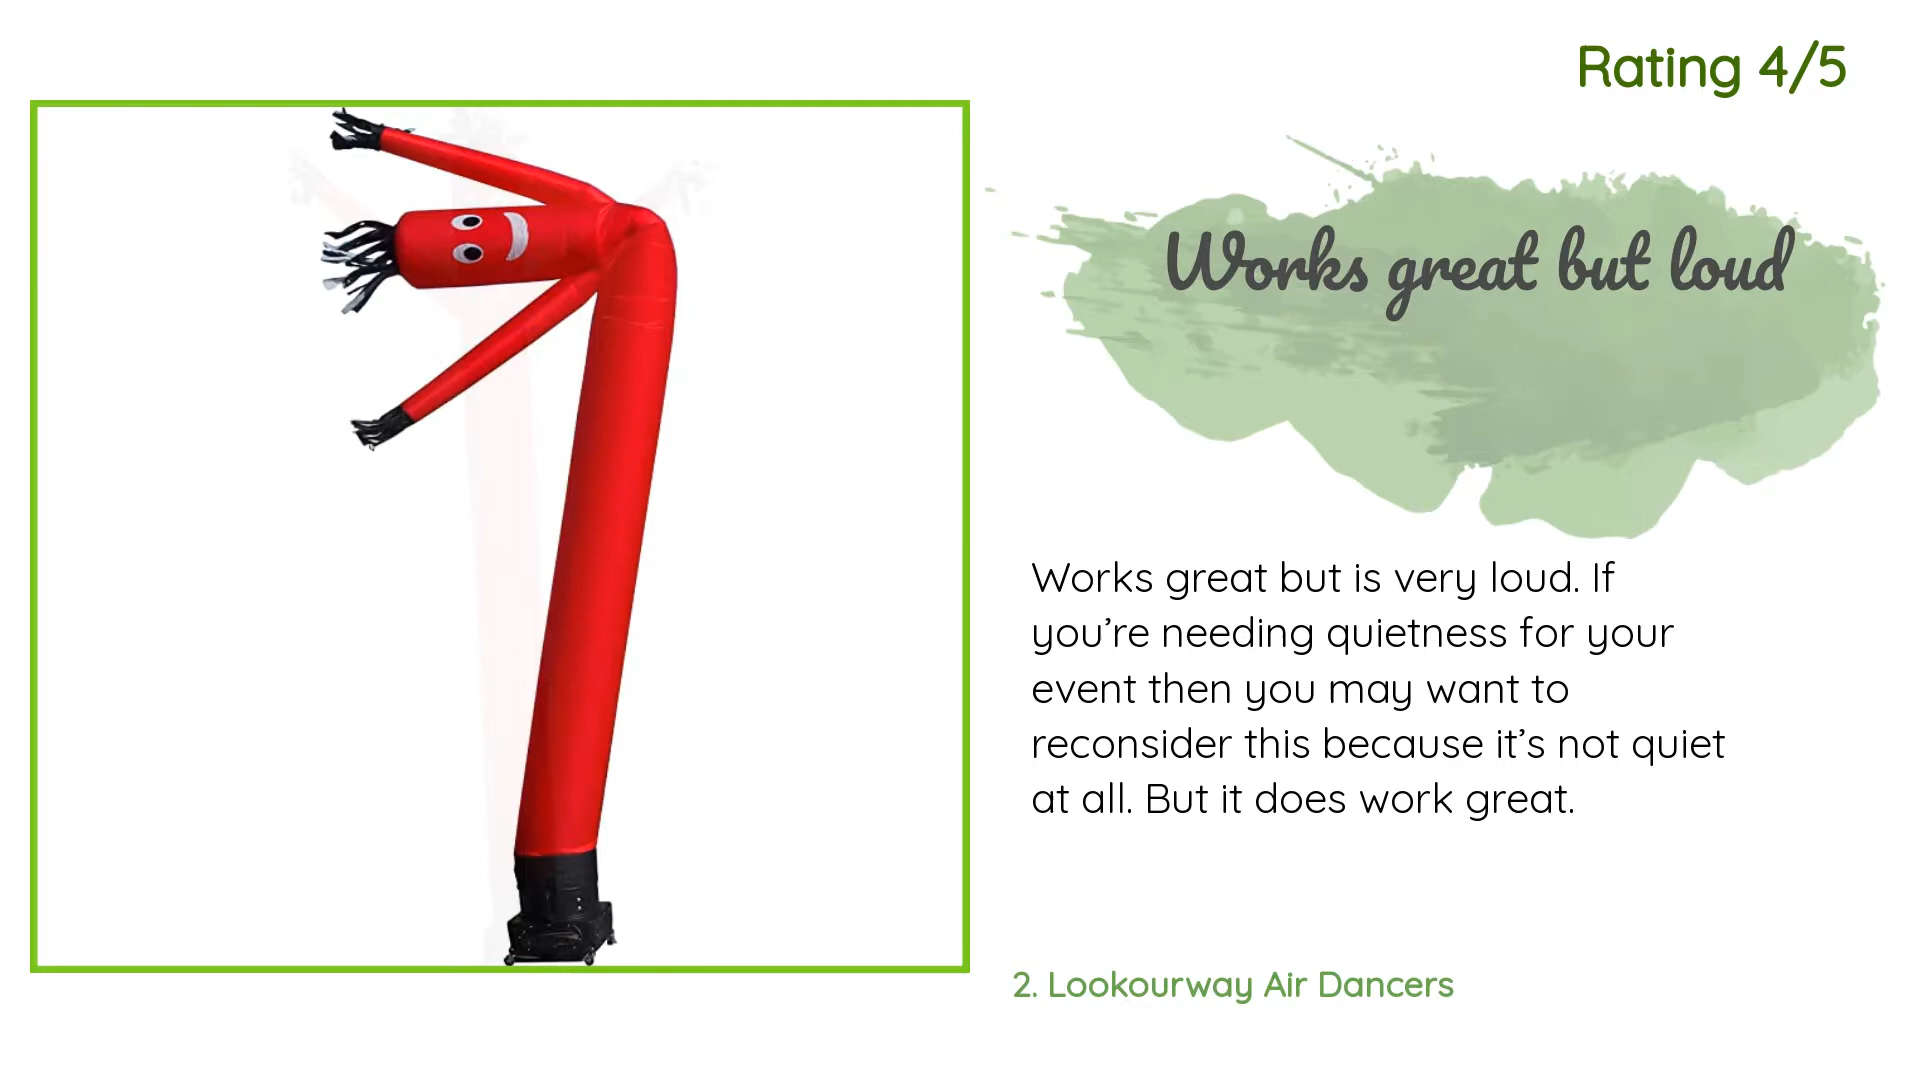 Rating 4/5
Works great but loud
Works great but is very loud. If
you’re needing quietness for your
event then you may want to
reconsider this because it’s not quiet
at all. But it does work great.
2. Lookourway Air Dancers